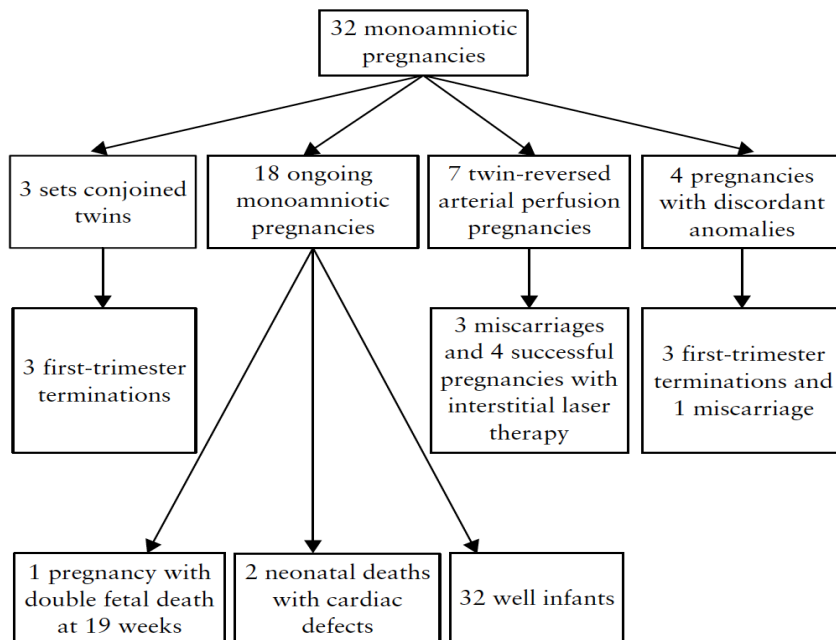 32 monoamniotic
pregnancies
3 sets conjoined
twins
18 ongoing
monoamniotic
pregnancies
7 twin-reversed
arterial perfusion
pregnancies
4 pregnancies
with discordant
anomalies
3 first-trimester
terminations
3 miscarriages
and 4 successful
pregnancies with
interstitial laser
therapy
3 first-trimester
terminations and
1 miscarriage
1 pregnancy with
double fetal death
at 19 weeks
2 neonatal deaths
with cardiac
defects
32 well infants